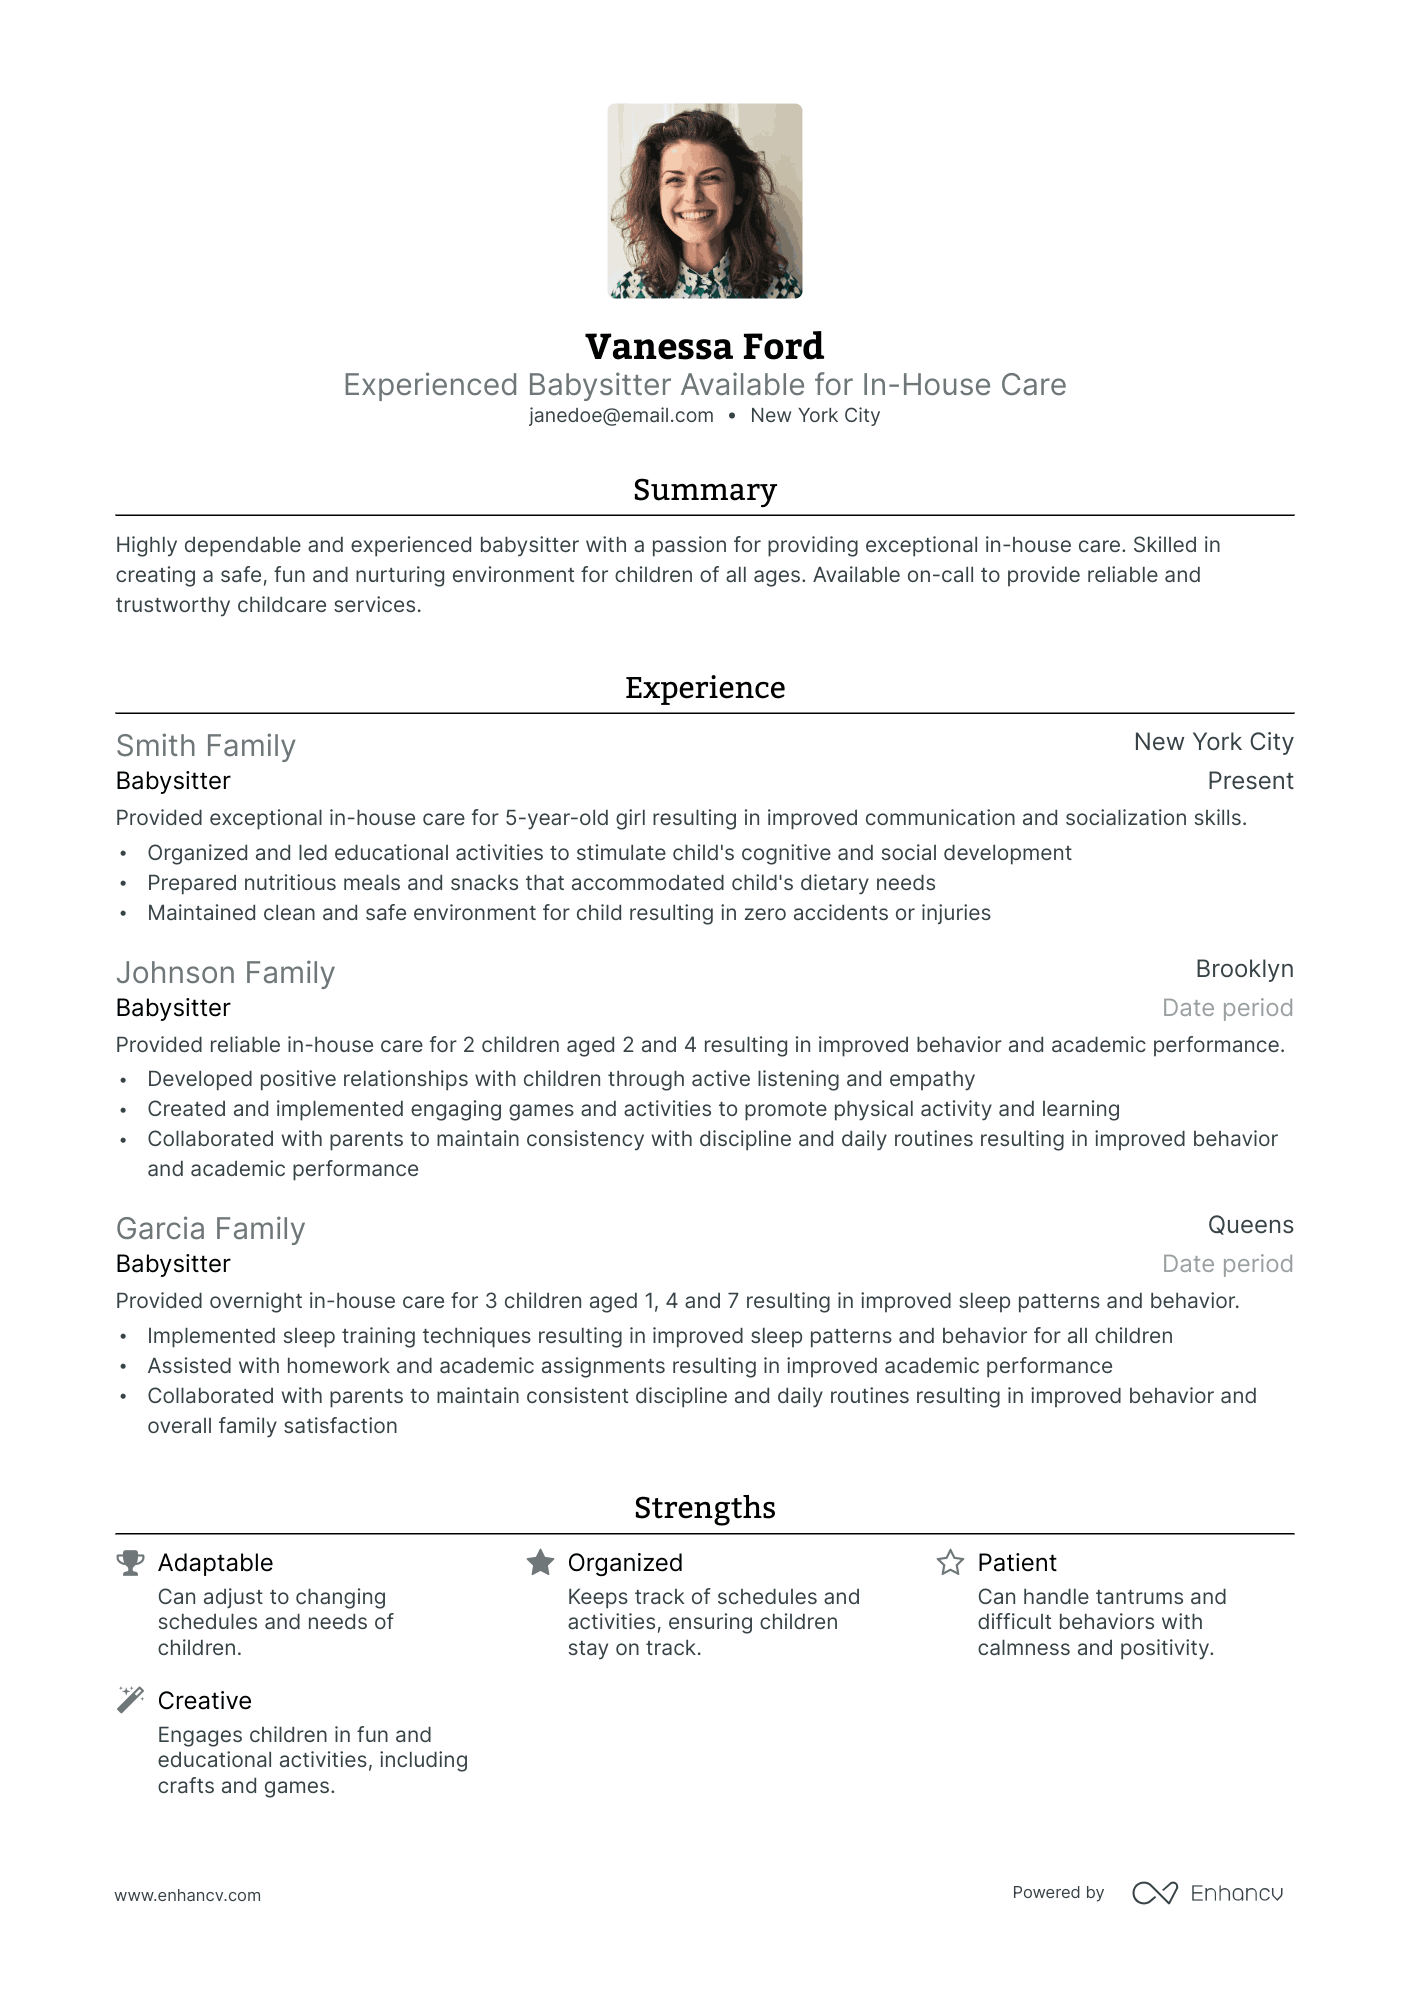 Vanessa Ford
Experienced Babysitter Available for In-House Care
janedoe@email.com • New York City
Summary
Highly dependable and experienced babysitter with a passion for providing exceptional in-house care. Skilled in
creating a safe, fun and nurturing environment for children of all ages. Available on-call to provide reliable and
trustworthy childcare services.
Experience
Smith Family New York City
Babysitter Present
Provided exceptional in-house care for 5-year-old girl resulting in improved communication and socialization skills.
• Organized and led educational activities to stimulate child's cognitive and social development
• Prepared nutritious meals and snacks that accommodated child's dietary needs
• Maintained clean and safe environment for child resulting in zero accidents or injuries
Johnson Family Brooklyn
Babysitter Date period
Provided reliable in-house care for 2 children aged 2 and 4 resulting in improved behavior and academic performance.
• Developed positive relationships with children through active listening and empathy
• Created and implemented engaging games and activities to promote physical activity and learning
• Collaborated with parents to maintain consistency with discipline and daily routines resulting in improved behavior
and academic performance
Garcia Family Queens
Babysitter Date period
Provided overnight in-house care for 3 children aged 1, 4 and 7 resulting in improved sleep patterns and behavior.
• Implemented sleep training techniques resulting in improved sleep patterns and behavior for all children
• Assisted with homework and academic assignments resulting in improved academic performance
• Collaborated with parents to maintain consistent discipline and daily routines resulting in improved behavior and
overall family satisfaction
Strengths
Adaptable
Can adjust to changing
schedules and needs of
children.
Organized
Keeps track of schedules and
activities, ensuring children
stay on track.
Patient
Can handle tantrums and
difficult behaviors with
calmness and positivity.
Creative
Engages children in fun and
educational activities, including
crafts and games.
www.enhancv.com Powered by Enhancv